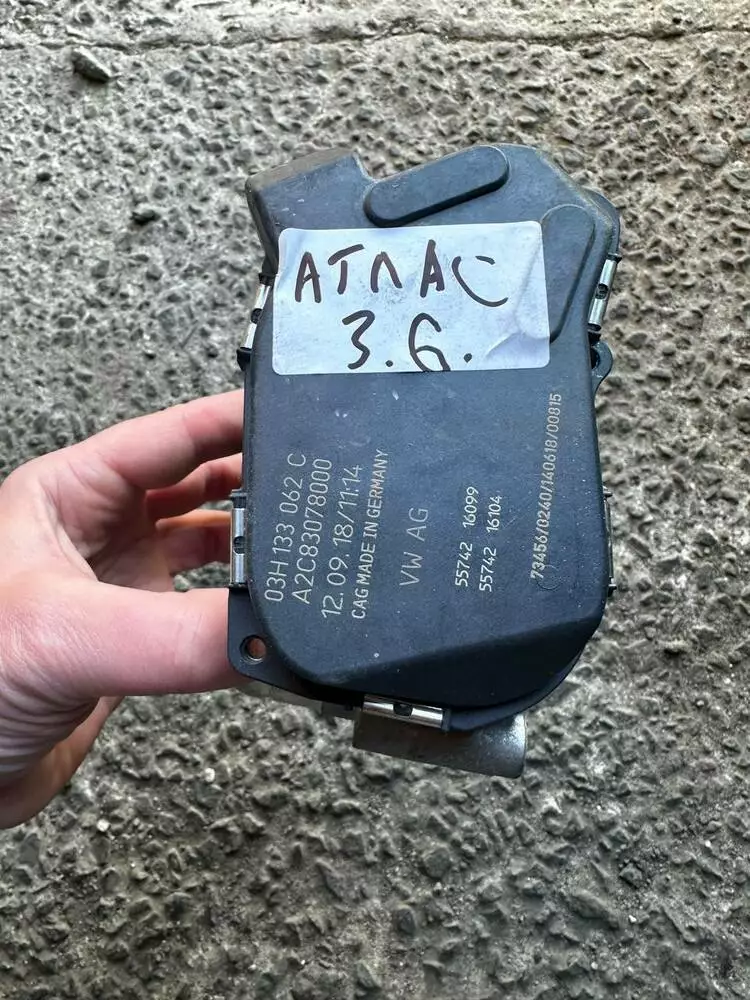 АТЛАС
3.6.
03H 133 062 C
A2C83078000
12.09.18/11:14
CAG MADE IN GERMANY
VW AG
55742 16099
55742 16104
73456/0240/140618/00815